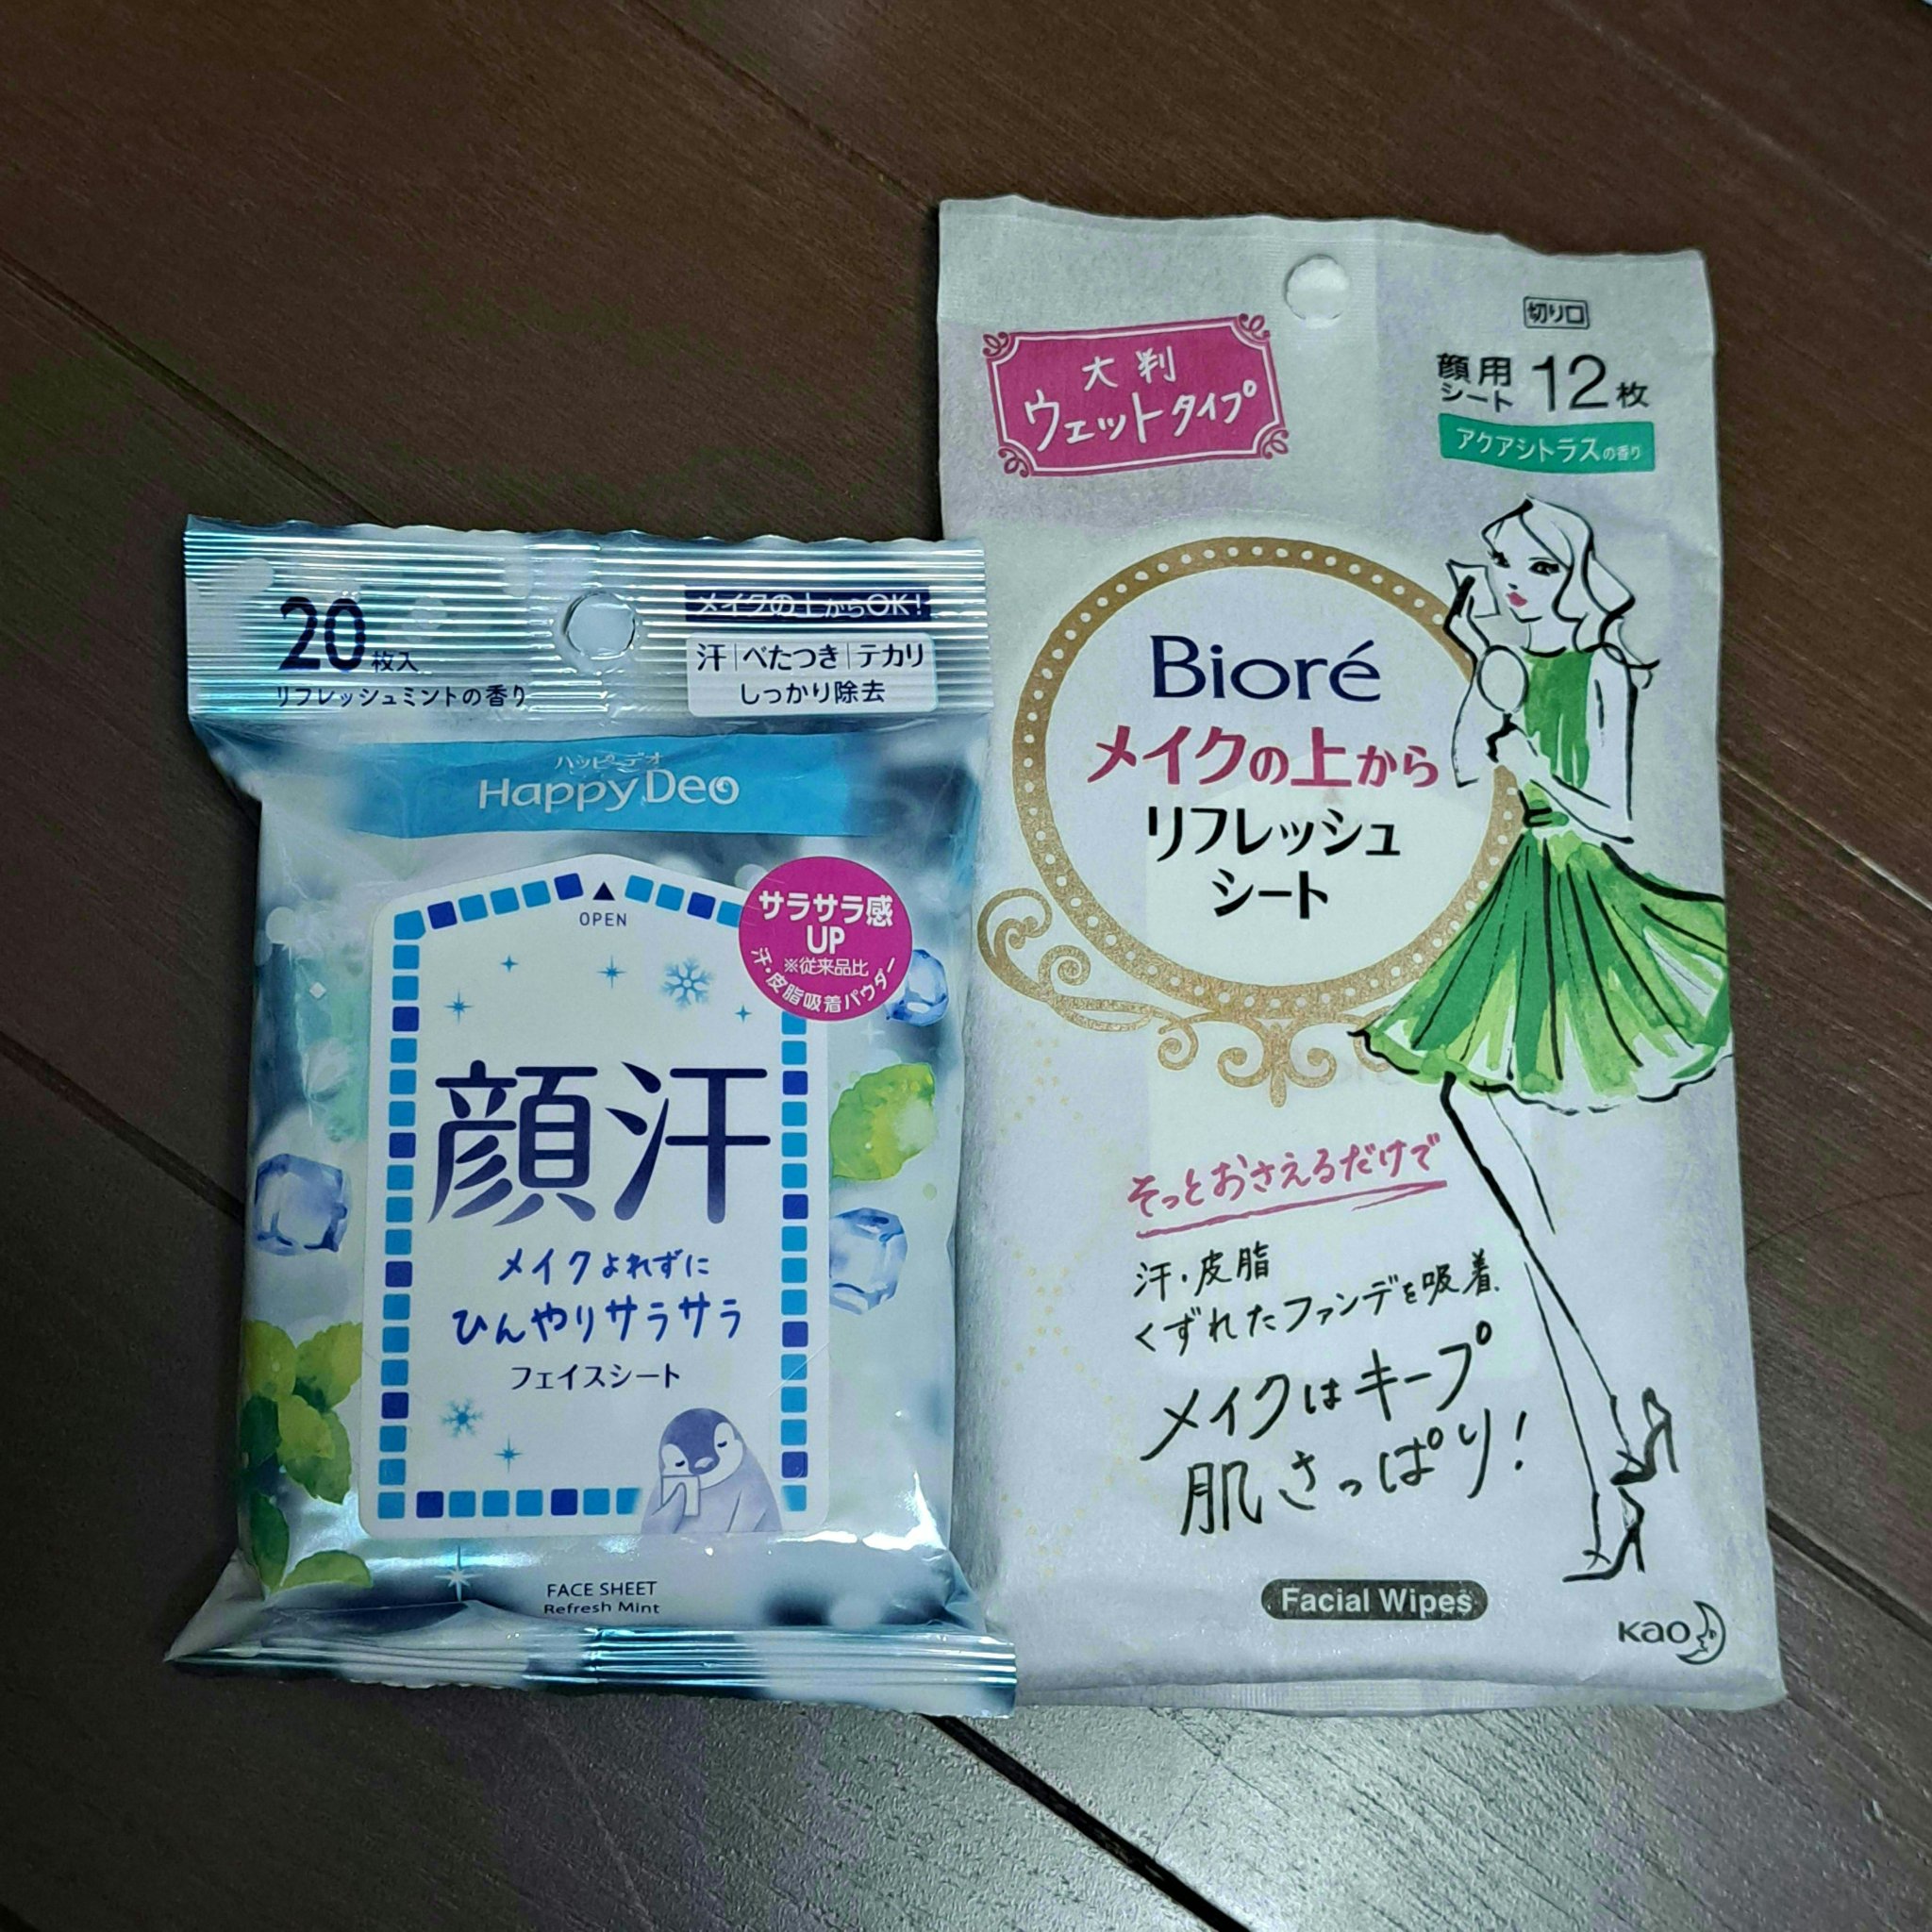 20枚入
リフレッシュミントの香り
メイクの上からOK!
汗|べたつき|テカリ
しっかり除去
ハッピーデオ
Happy Deo
OPEN
サラサラ感
UP
※従来品比
汗・皮脂吸着パウダー
顔汗
メイクよれずに
ひんやりサラサラ
フェイスシート
FACE SHEET
Refresh Mint
大判
ウェットタイプ
切り口
顔用
シート
12枚
アクアシトラスの香り
Bioré
メイクの上から
リフレッシュ
シート
そっとおさえるだけで
汗・皮脂
くずれたファンデを吸着
メイクはキープ
肌さっぱり!
Facial Wipes
Kao